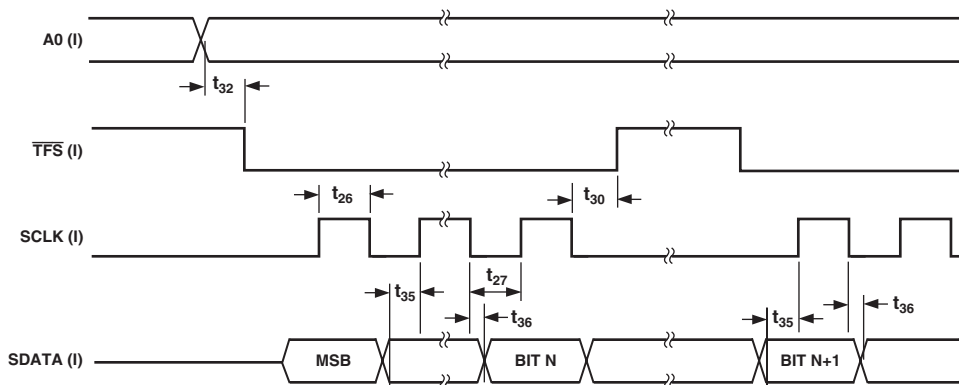 A0 (I)
t32
TFS (I)
t26
t30
SCLK (I)
t27
t35
t36
t35
t36
SDATA (I)
MSB
BIT N
BIT N+1